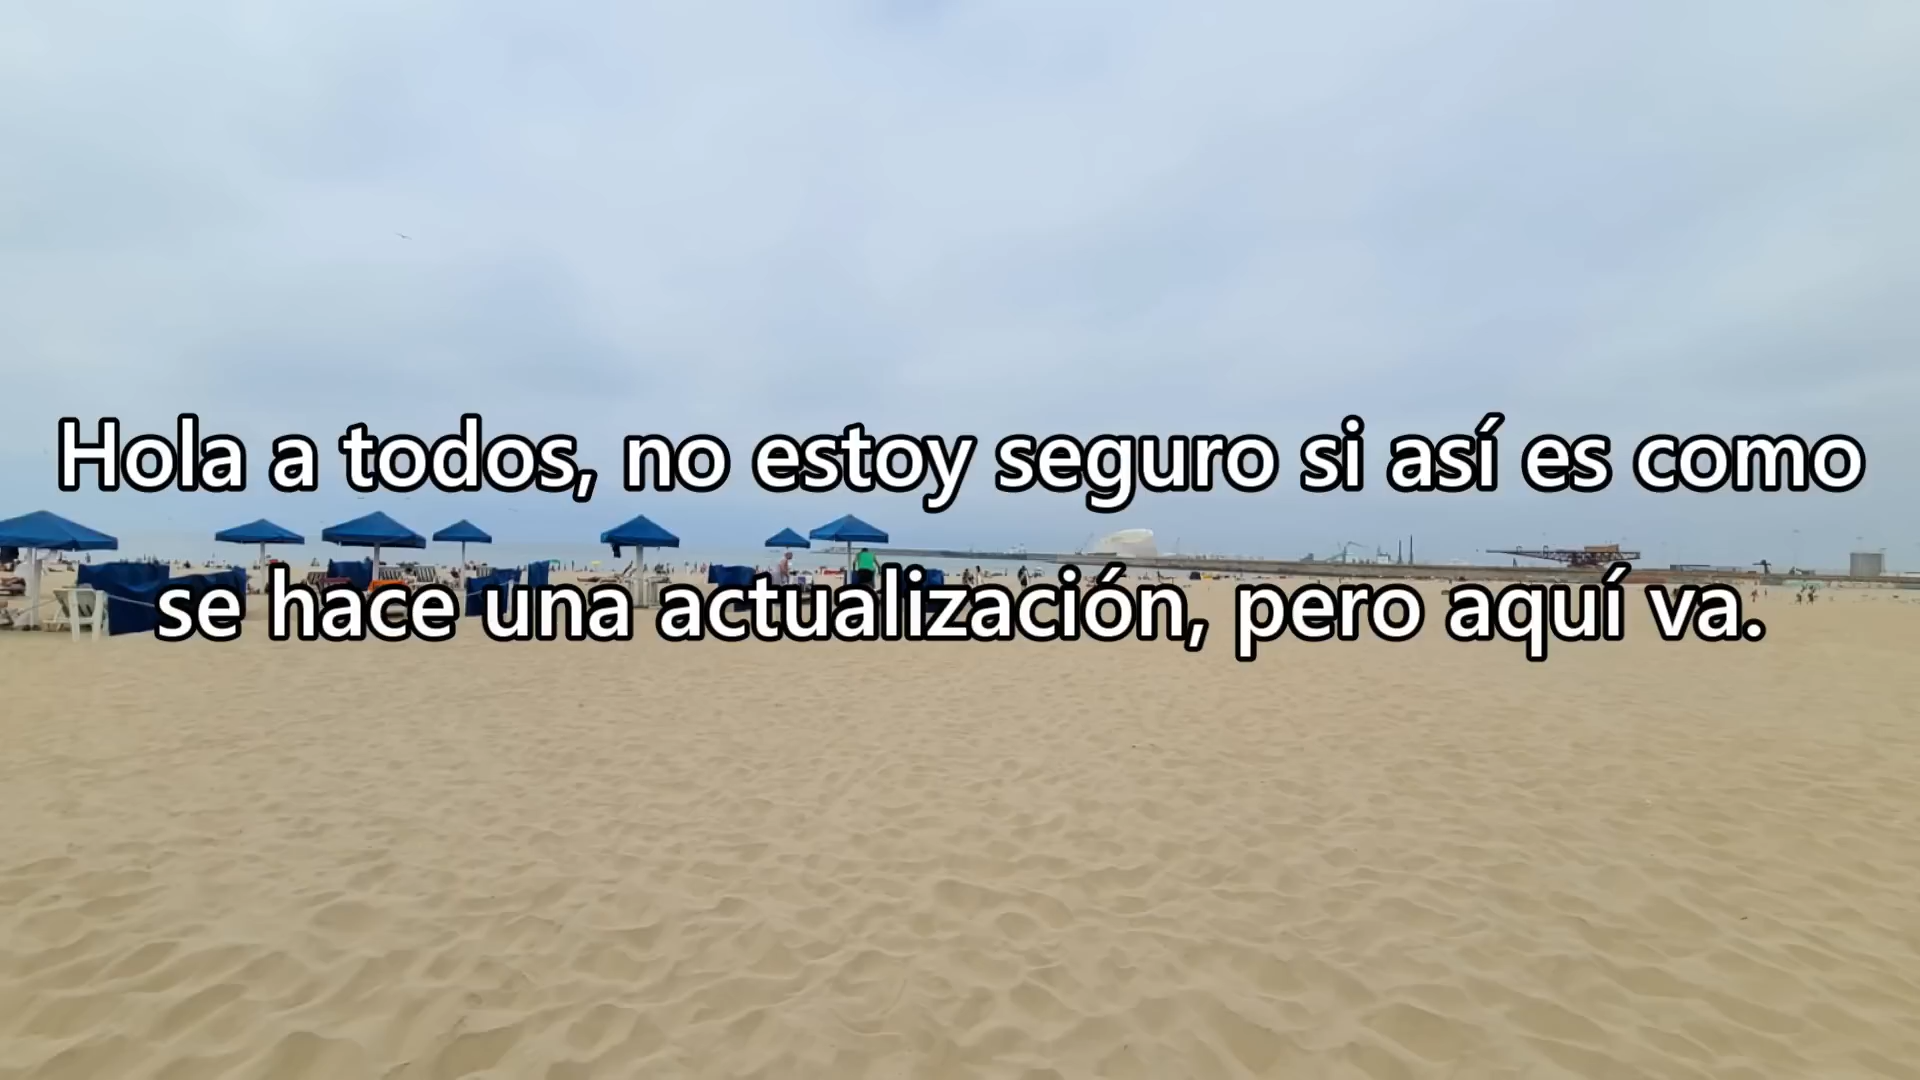 Hola a todos, no estoy seguro si así es como
se hace una actualización, pero aquí va.